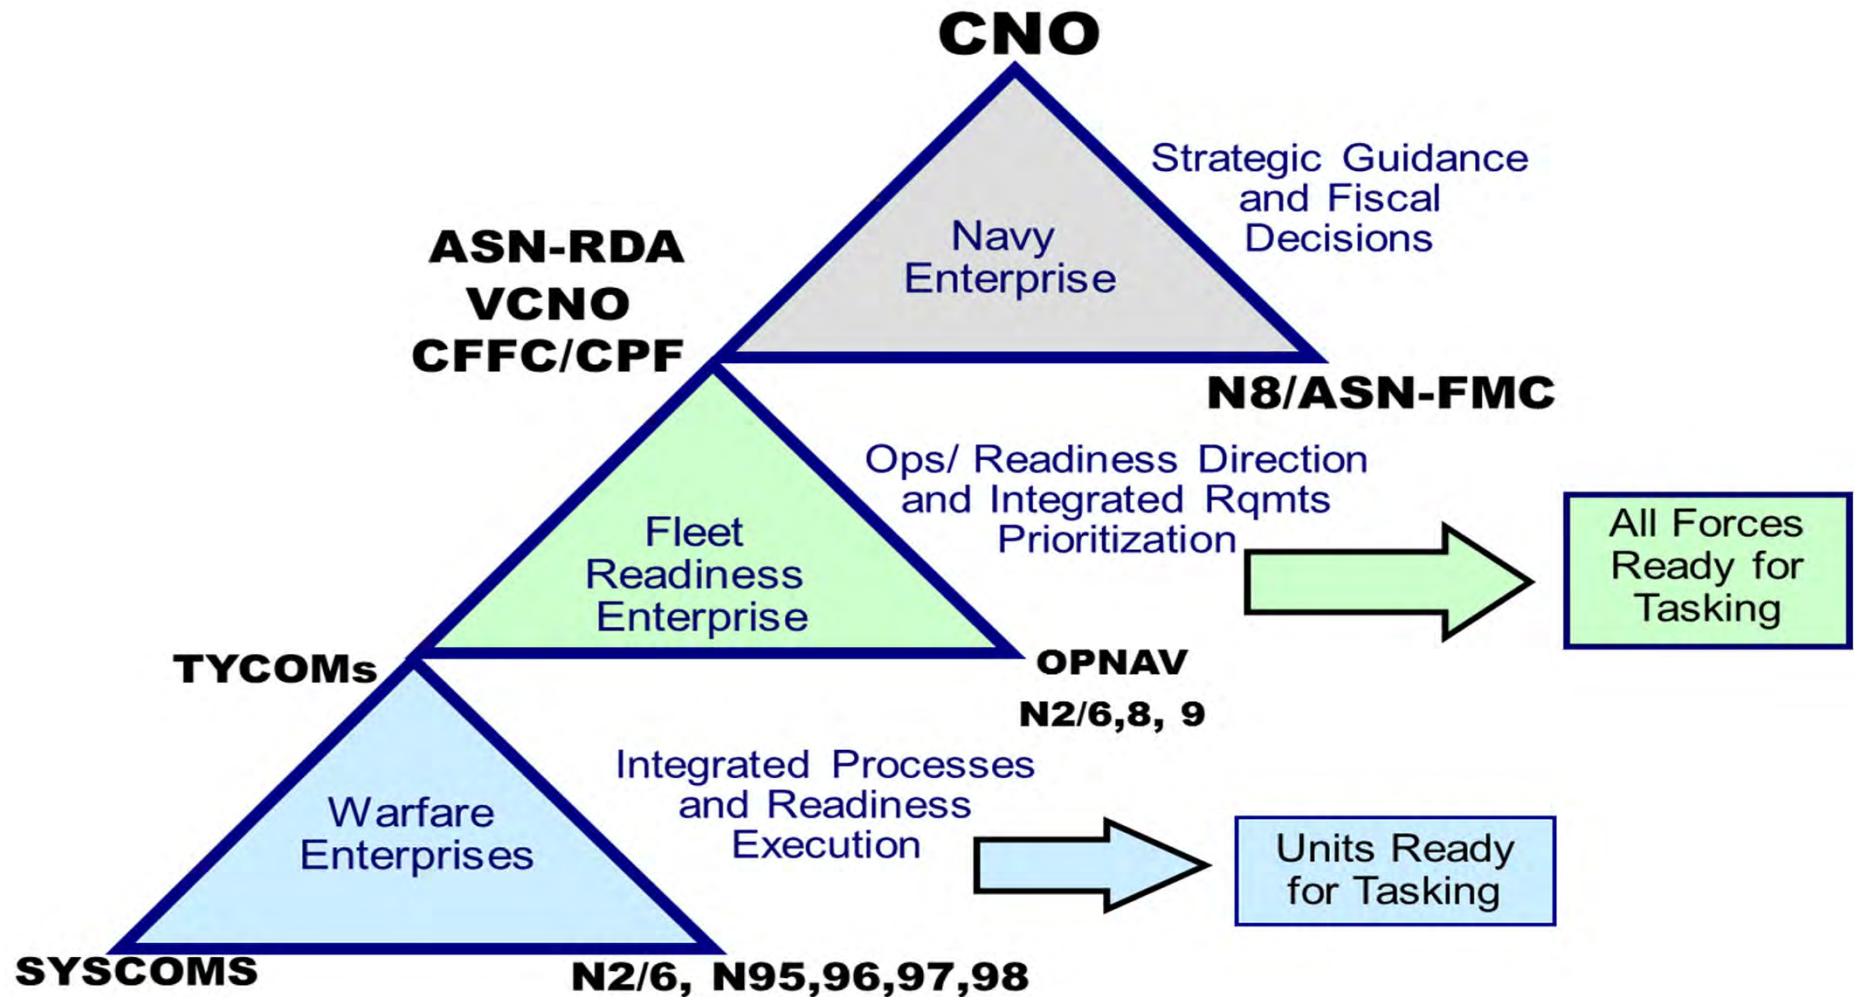 CNO
Strategic Guidance
and Fiscal
Decisions
Navy
Enterprise
ASN-RDA
VCNO
CFFC/CPF
N8/ASN-FMC
Ops/ Readiness Direction
and Integrated Rqmts
Prioritization
Fleet
Readiness
Enterprise
All Forces
Ready for
Tasking
TYCOMs
OPNAV
N2/6,8, 9
Integrated Processes
and Readiness
Execution
Warfare
Enterprises
Units Ready
for Tasking
SYSCOMS
N2/6, N95,96,97,98